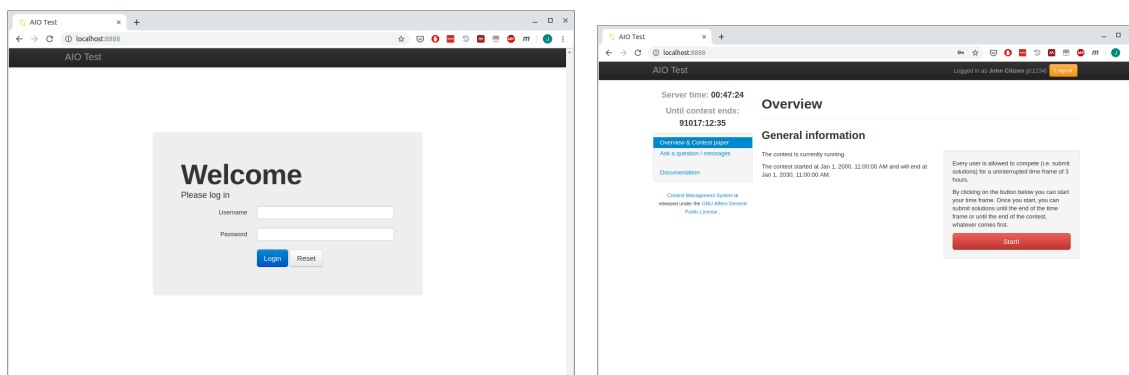 AIO Test
localhost:8888
AIO Test
Welcome
Please log in
Username
Password
Login Reset
AIO Test
localhost:8888
AIO Test
Logged in as John Citizen (jc1234) Logout
Server time: 00:47:24
Until contest ends:
91017:12:35
Overview & Contest paper
Ask a question / messages
Documentation
Contest Management System is
released under the GNU Affero General
Public License .
Overview
General information
The contest is currently running.
The contest started at Jan 1, 2000, 11:00:00 AM and will end at
Jan 1, 2030, 11:00:00 AM.
Every user is allowed to compete (i.e. submit
solutions) for a uninterrupted time frame of 3
hours.
By clicking on the button below you can start
your time frame. Once you start, you can
submit solutions until the end of the time
frame or until the end of the contest,
whatever comes first.
Start!